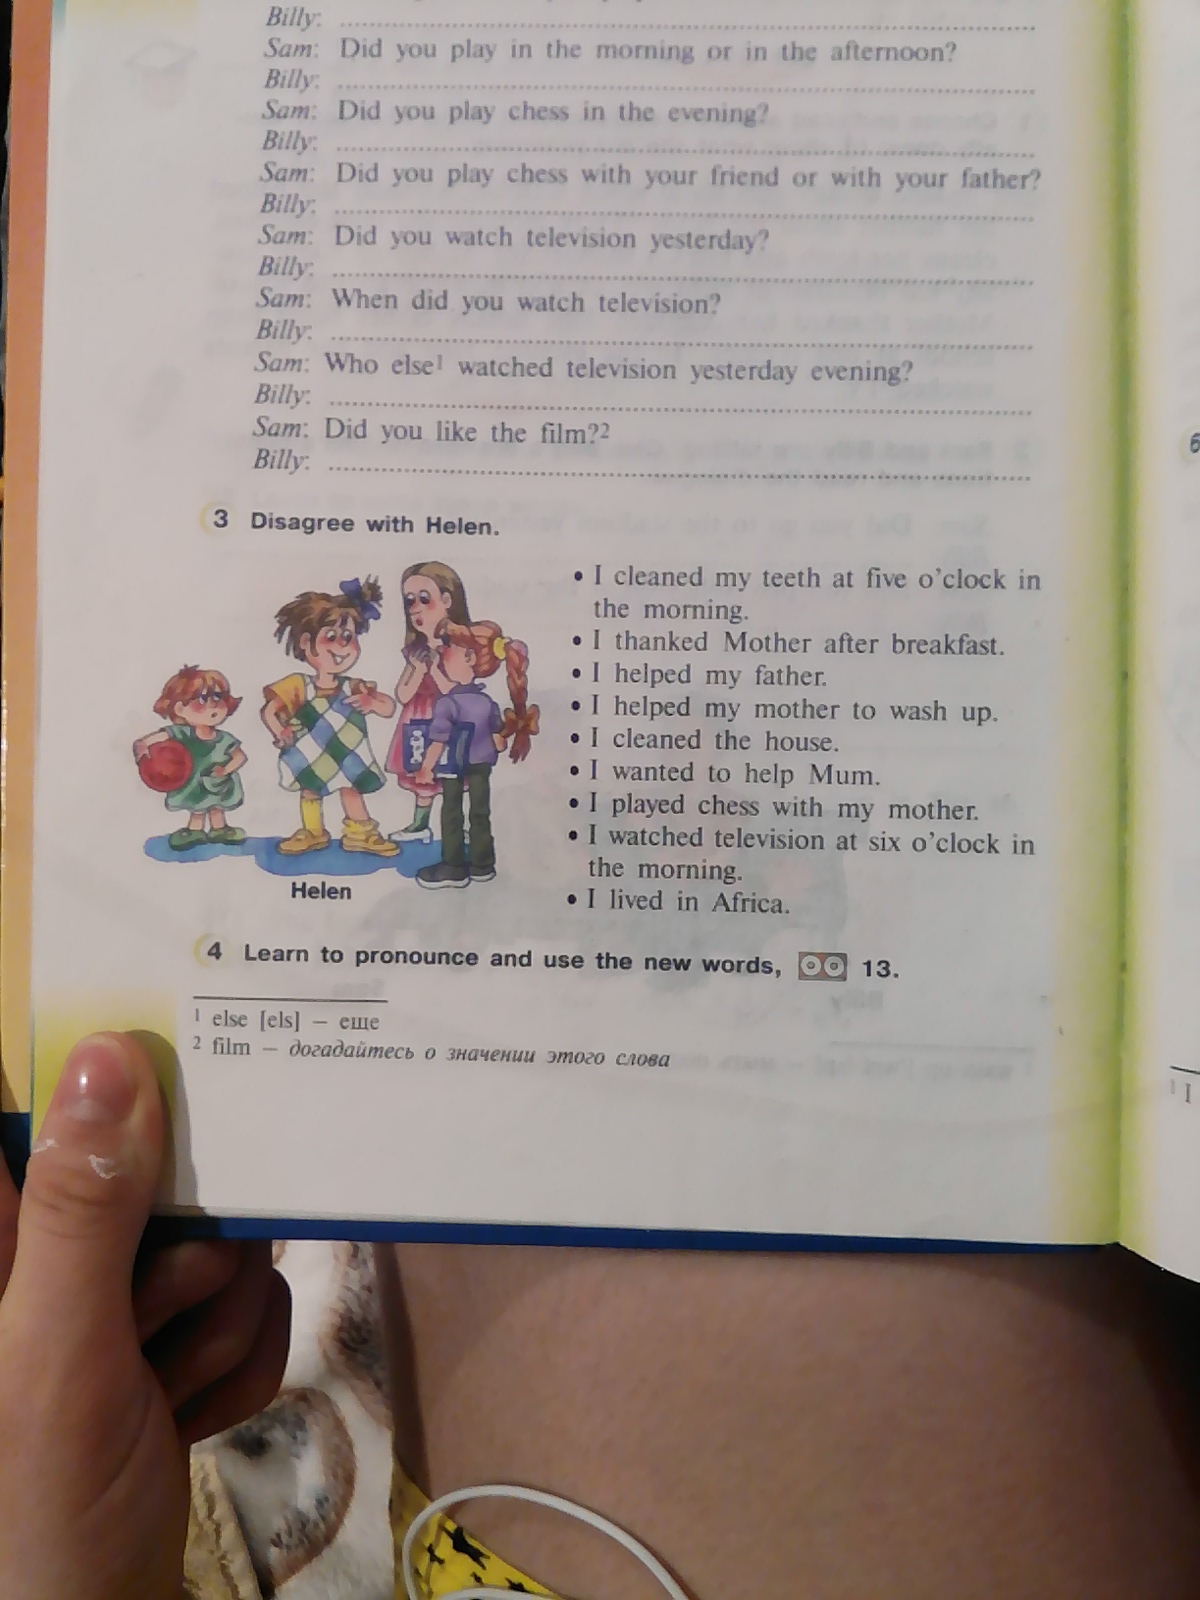 Billy:
Sam: Did you play in the morning or in the afternoon?
Billy:
Sam: Did you play chess in the evening?
Billy:
Sam: Did you play chess with your friend or with your father?
Billy:
Sam: Did you watch television yesterday?
Billy:
Sam: When did you watch television?
Billy:
Sam: Who else¹ watched television yesterday evening?
Billy:
Sam: Did you like the film?²
Billy:
3 Disagree with Helen.
• I cleaned my teeth at five o'clock in
the morning.
• I thanked Mother after breakfast.
• I helped my father.
• I helped my mother to wash up.
• I cleaned the house.
• I wanted to help Mum.
• I played chess with my mother.
• I watched television at six o'clock in
the morning.
• I lived in Africa.
Helen
4 Learn to pronounce and use the new words, 13.
¹ else [els] – еще
² film – догадайтесь о значении этого слова
6
¹ I